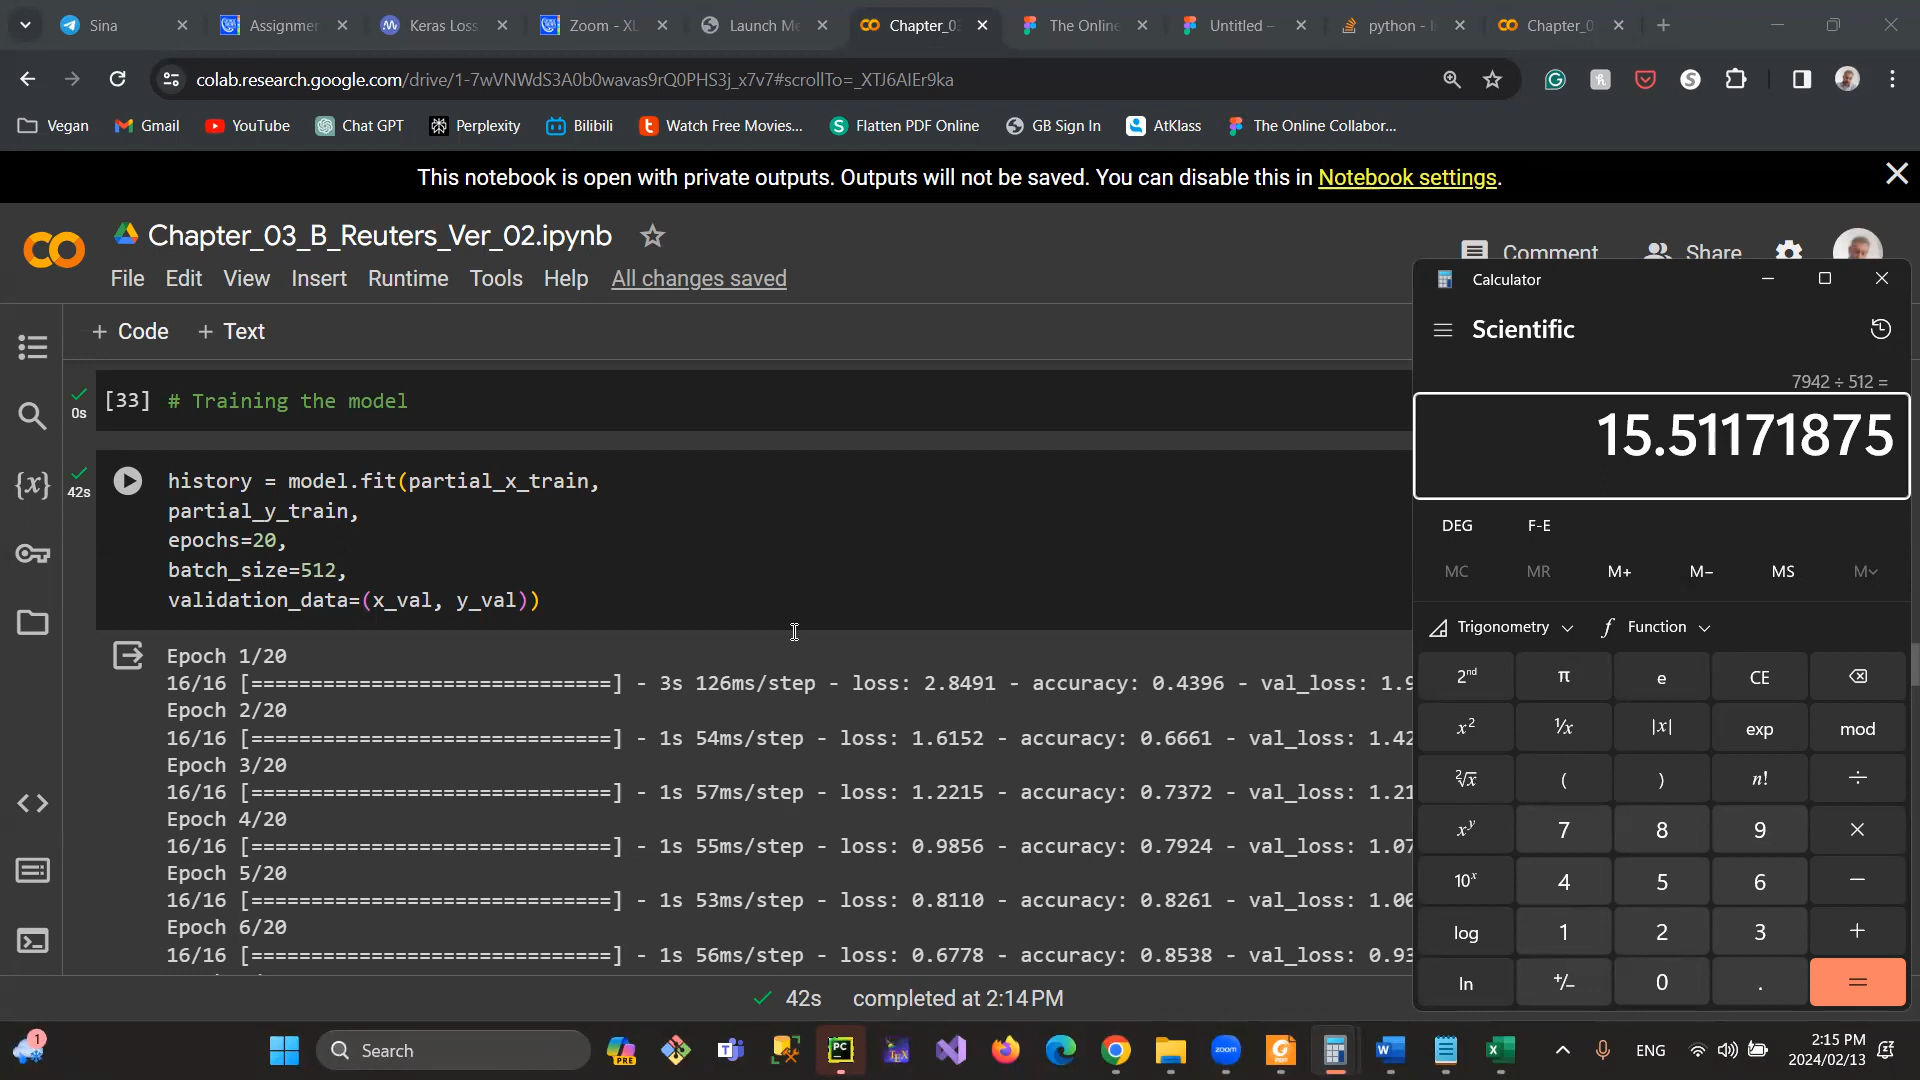 Sina
Assignmen
Keras Loss
Zoom - XL
Launch Me
Chapter_03
The Online
Untitled –
python - I
Chapter_0
colab.research.google.com/drive/1-7wVNWdS3A0b0wavas9rQ0PHS3j_x7v7#scrollTo=_XTJ6AIEr9ka
Vegan
Gmail
YouTube
Chat GPT
Perplexity
Bilibili
Watch Free Movies...
Flatten PDF Online
GB Sign In
AtKlass
The Online Collabor...
This notebook is open with private outputs. Outputs will not be saved. You can disable this in Notebook settings.
Chapter_03_B_Reuters_Ver_02.ipynb
Comment
Share
File Edit View Insert Runtime Tools Help All changes saved
+ Code + Text
0s
[33] # Training the model
42s
history = model.fit(partial_x_train,
partial_y_train,
epochs=20,
batch_size=512,
validation_data=(x_val, y_val))
Epoch 1/20
16/16 [==============================] - 3s 126ms/step - loss: 2.8491 - accuracy: 0.4396 - val_loss: 1.9
Epoch 2/20
16/16 [==============================] - 1s 54ms/step - loss: 1.6152 - accuracy: 0.6661 - val_loss: 1.42
Epoch 3/20
16/16 [==============================] - 1s 57ms/step - loss: 1.2215 - accuracy: 0.7372 - val_loss: 1.21
Epoch 4/20
16/16 [==============================] - 1s 55ms/step - loss: 0.9856 - accuracy: 0.7924 - val_loss: 1.07
Epoch 5/20
16/16 [==============================] - 1s 53ms/step - loss: 0.8110 - accuracy: 0.8261 - val_loss: 1.00
Epoch 6/20
16/16 [==============================] - 1s 56ms/step - loss: 0.6778 - accuracy: 0.8538 - val_loss: 0.93
42s completed at 2:14 PM
Calculator
Scientific
7942 ÷ 512 =
15.51171875
DEG F-E
MC MR M+ M− MS M
Trigonometry Function
2nd π e CE
x² ¹/x |x| exp mod
²√x ( ) n! ÷
xʸ 7 8 9 ×
10ˣ 4 5 6 −
log 1 2 3 +
ln +/− 0 . =
1
Search
PRE
PC
TEX
zoom
ENG
2:15 PM
2024/02/13